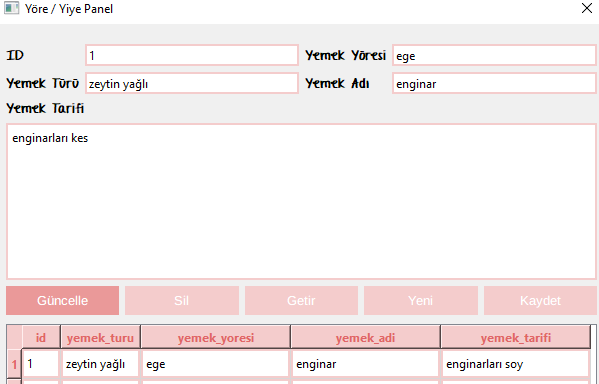 Yöre / Yiye Panel
ID 1 Yemek Yöresi ege
Yemek Türü zeytin yağlı Yemek Adı enginar
Yemek Tarifi
enginarları kes
Güncelle Sil Getir Yeni Kaydet
id yemek_turu yemek_yoresi yemek_adi yemek_tarifi
1 1 zeytin yağlı ege enginar enginarları soy